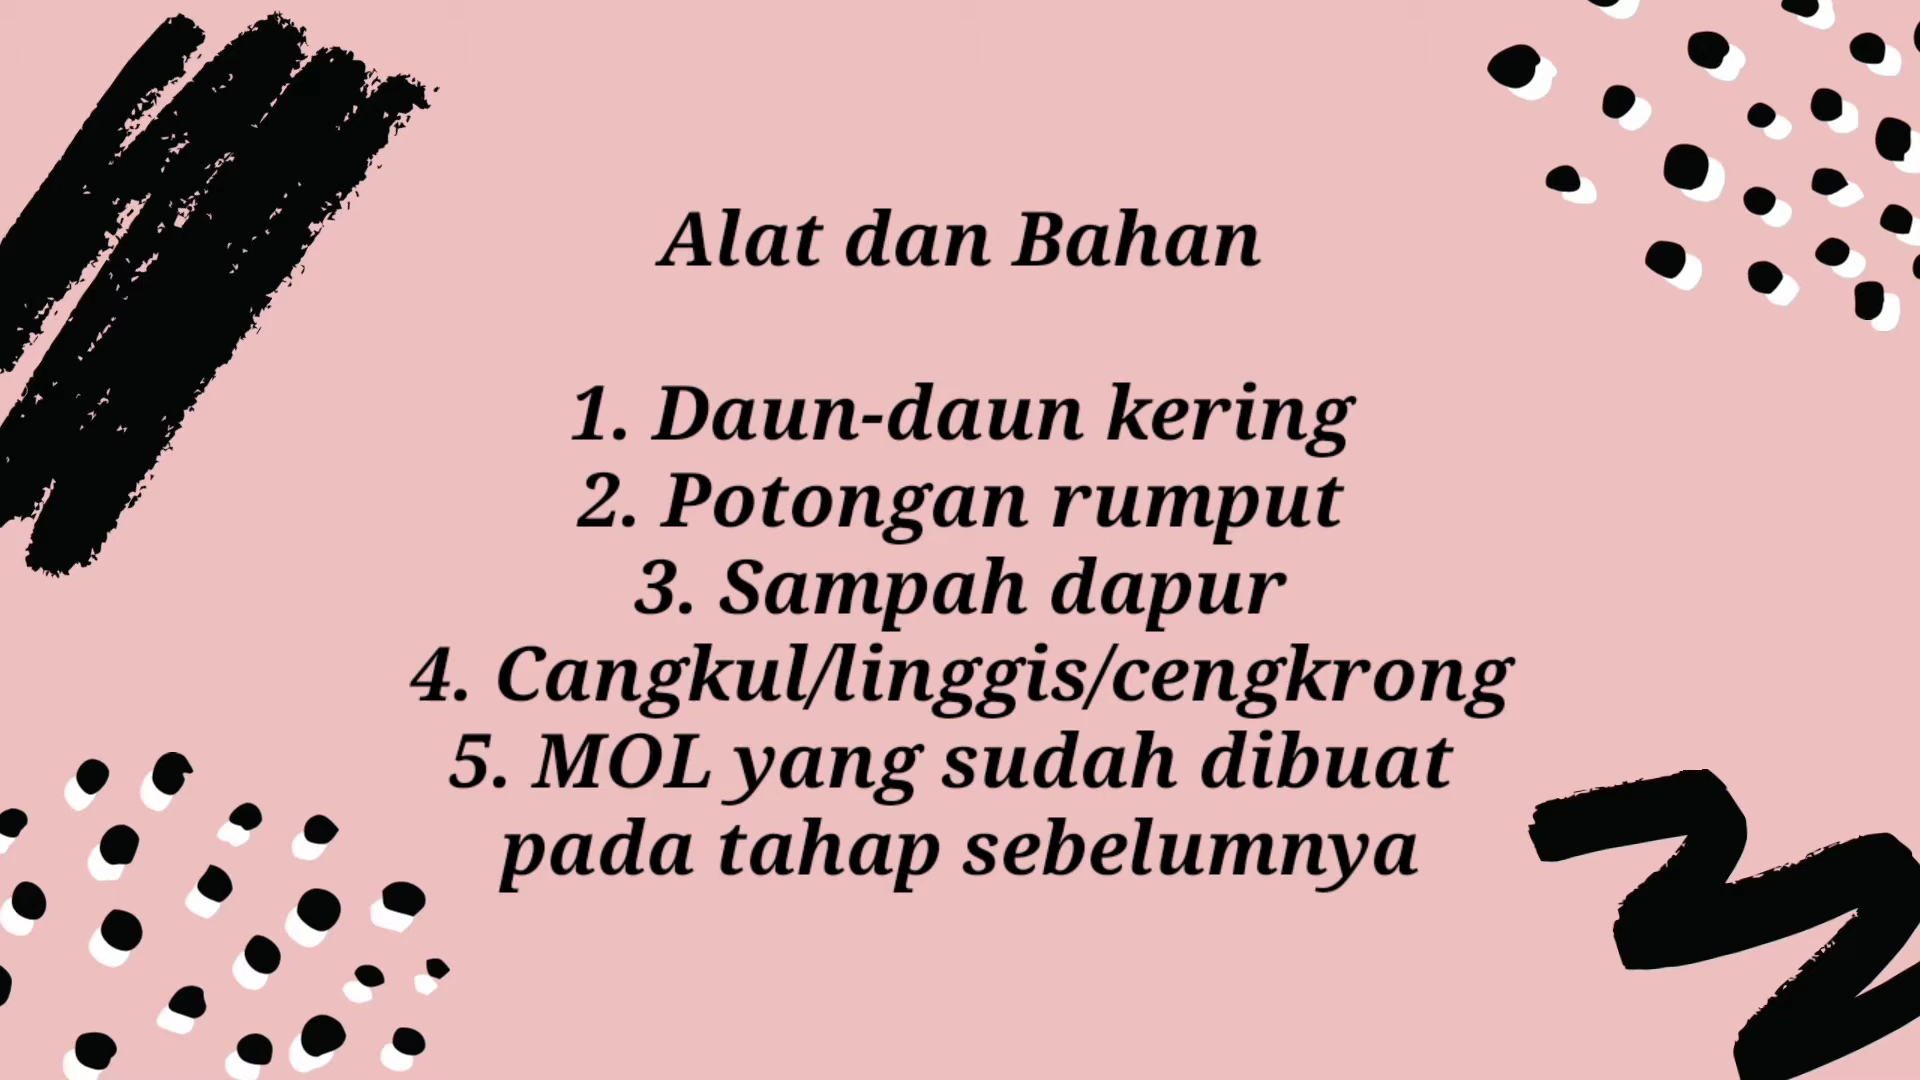 Alat dan Bahan
1. Daun-daun kering
2. Potongan rumput
3. Sampah dapur
4. Cangkul/linggis/cengkrong
5. MOL yang sudah dibuat
pada tahap sebelumnya